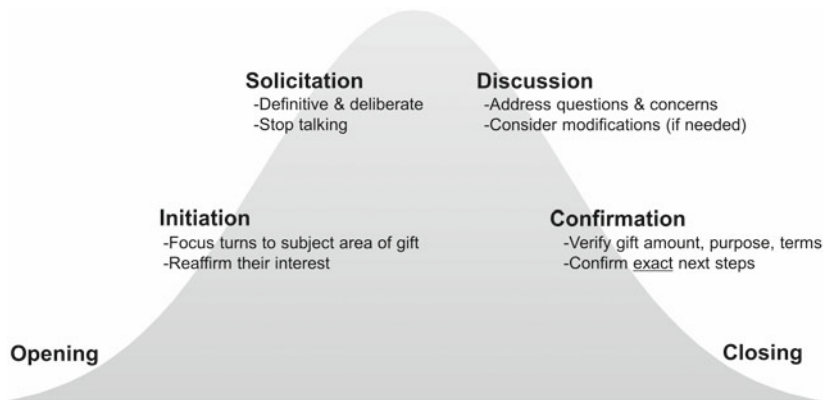 Solicitation
-Definitive & deliberate
-Stop talking
Discussion
-Address questions & concerns
-Consider modifications (if needed)
Initiation
-Focus turns to subject area of gift
-Reaffirm their interest
Confirmation
-Verify gift amount, purpose, terms
-Confirm exact next steps
Opening
Closing